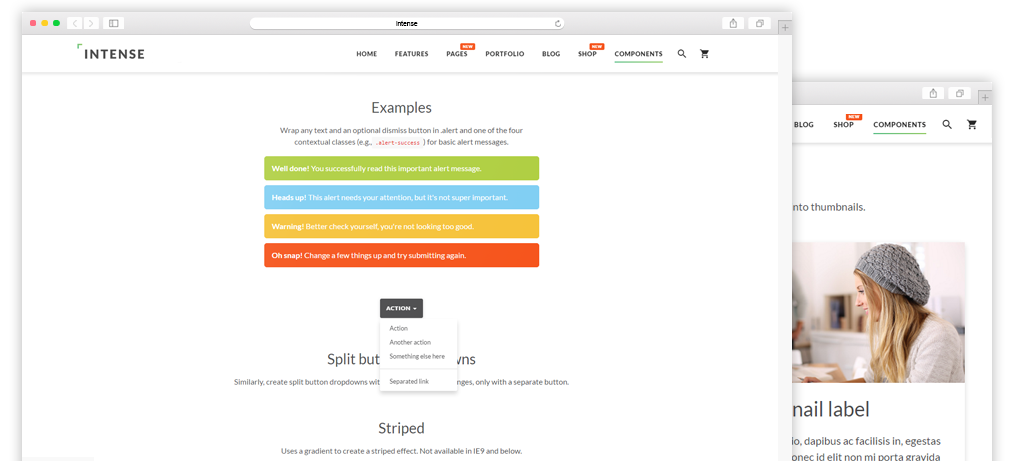 Intense
INTENSE
HOME FEATURES PAGES NEW PORTFOLIO BLOG SHOP NEW COMPONENTS
Examples
Wrap any text and an optional dismiss button in .alert and one of the four
contextual classes (e.g., .alert-success ) for basic alert messages.
Well done! You successfully read this important alert message.
Heads up! This alert needs your attention, but it's not super important.
Warning! Better check yourself, you're not looking too good.
Oh snap! Change a few things up and try submitting again.
ACTION
Action
Another action
Something else here
Separated link
Split but wns
Similarly, create split button dropdowns wit nges, only with a separate button.
Striped
Uses a gradient to create a striped effect. Not available in IE9 and below.
BLOG SHOP NEW COMPONENTS
nto thumbnails.
nail label
io, dapibus ac facilisis in, egestas
onec id elit non mi porta gravida